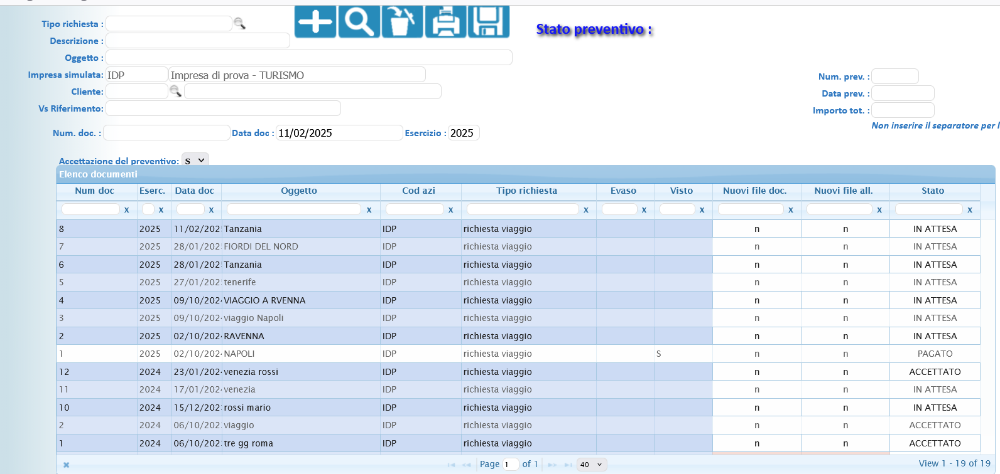 Tipo richiesta :
Stato preventivo :
Descrizione :
Oggetto :
Impresa simulata: IDP Impresa di prova - TURISMO
Num. prev. :
Cliente:
Data prev. :
Vs Riferimento:
Importo tot. :
Non inserire il separatore per l
Num. doc. : Data doc : 11/02/2025 Esercizio : 2025
Accettazione del preventivo: s
Elenco documenti
Num doc Eserc. Data doc Oggetto Cod azi Tipo richiesta Evaso Visto Nuovi file doc. Nuovi file all. Stato
x x x x x x x x x x x
8 2025 11/02/202 Tanzania IDP richiesta viaggio n n IN ATTESA
7 2025 28/01/202 FIORDI DEL NORD IDP richiesta viaggio n n IN ATTESA
6 2025 28/01/202 Tanzania IDP richiesta viaggio n n IN ATTESA
5 2025 27/01/202 tenerife IDP richiesta viaggio n n IN ATTESA
4 2025 09/10/202 VIAGGIO A RVENNA IDP richiesta viaggio n n IN ATTESA
3 2025 09/10/202 viaggio Napoli IDP richiesta viaggio n n IN ATTESA
2 2025 02/10/202 RAVENNA IDP richiesta viaggio n n IN ATTESA
1 2025 02/10/202 NAPOLI IDP richiesta viaggio S n n PAGATO
12 2024 23/01/202 venezia rossi IDP richiesta viaggio n n ACCETTATO
11 2024 17/01/202 venezia IDP richiesta viaggio n n IN ATTESA
10 2024 15/12/202 rossi mario IDP richiesta viaggio n n IN ATTESA
2 2024 06/10/202 viaggio IDP richiesta viaggio n n ACCETTATO
1 2024 06/10/202 tre gg roma IDP richiesta viaggio n n ACCETTATO
Page 1 of 1 40 View 1 - 19 of 19